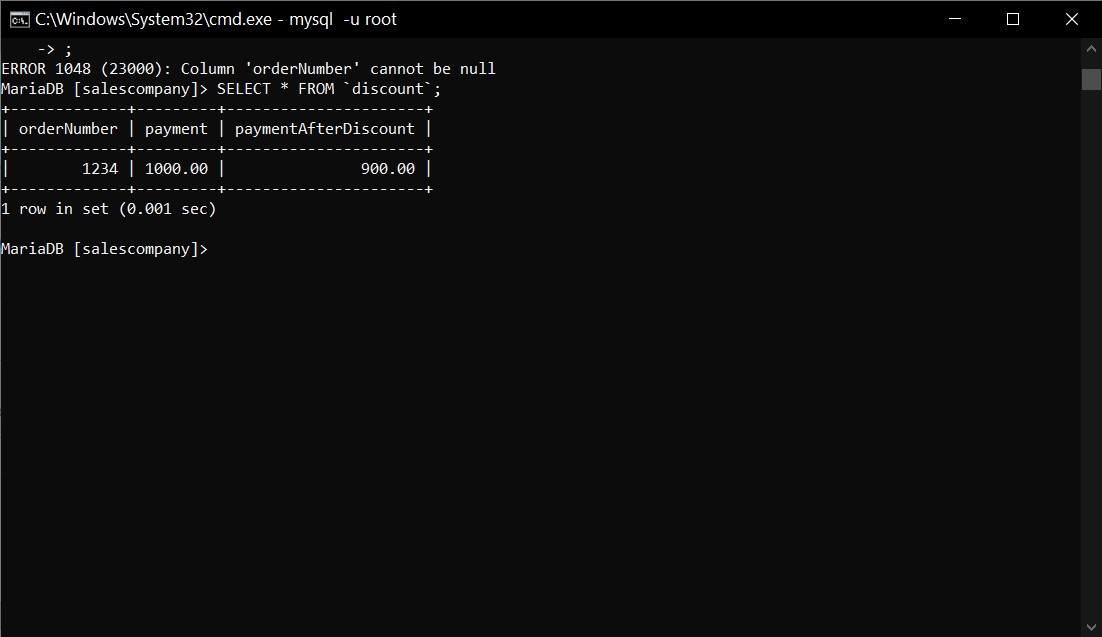 C:\Windows\System32\cmd.exe - mysql  -u root
    -> ;
ERROR 1048 (23000): Column 'orderNumber' cannot be null
MariaDB [salescompany]> SELECT * FROM `discount`;
+-------------+---------+----------------------+
| orderNumber | payment | paymentAfterDiscount |
+-------------+---------+----------------------+
|        1234 | 1000.00 |               900.00 |
+-------------+---------+----------------------+
1 row in set (0.001 sec)
MariaDB [salescompany]>